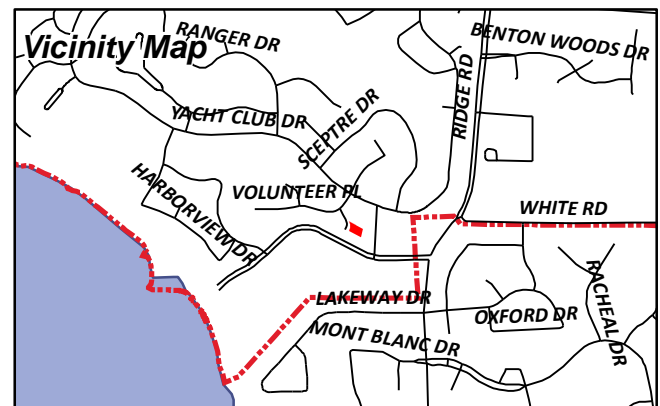 RANGER DR
Vicinity Map
BENTON WOODS DR
RIDGE RD
YACHT CLUB DR
SCEPTRE DR
HARBORVIEW DR
VOLUNTEER PL
WHITE RD
LAKEWAY DR
RACHEAL DR
OXFORD DR
MONT BLANC DR